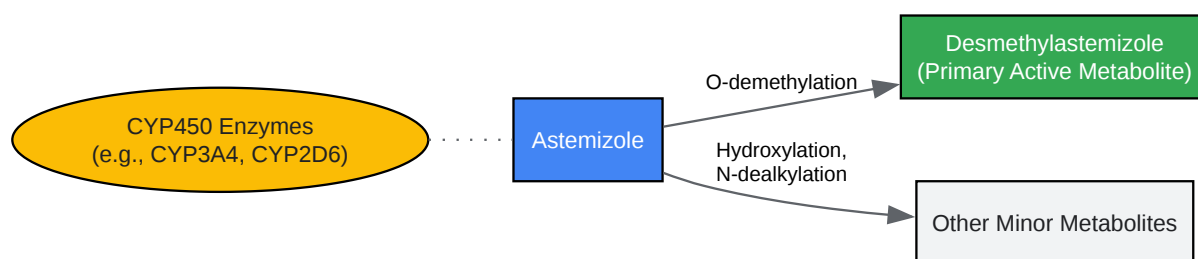 CYP450 Enzymes
(e.g., CYP3A4, CYP2D6)
Astemizole
O-demethylation
Hydroxylation,
N-dealkylation
Desmethylastemizole
(Primary Active Metabolite)
Other Minor Metabolites